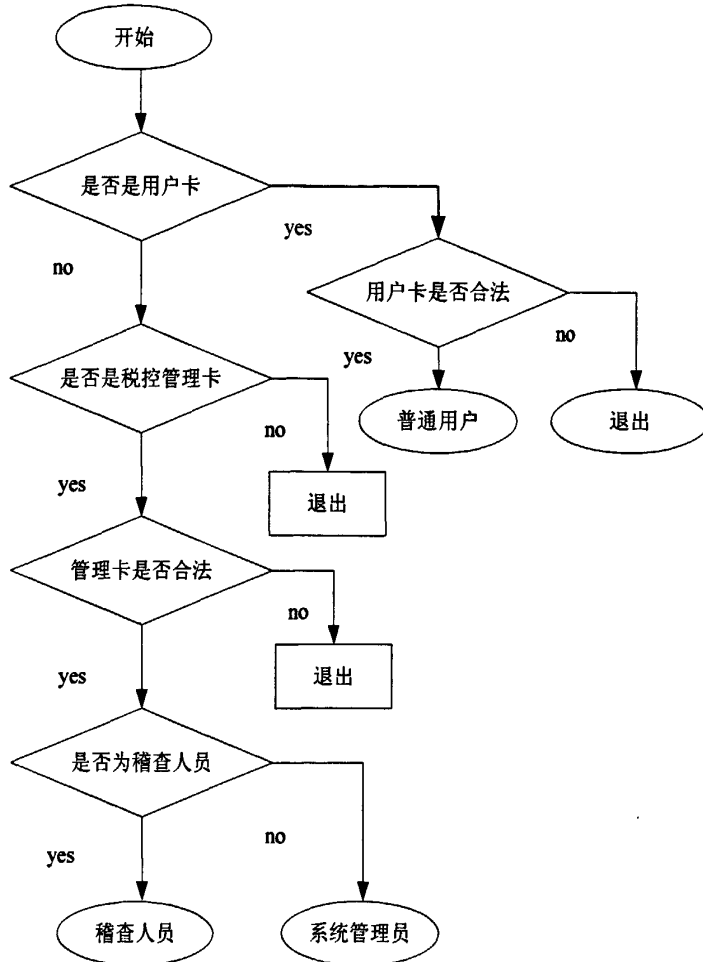 开始
是否是用户卡
yes
no
用户卡是否合法
no
yes
是否是税控管理卡
普通用户
退出
no
yes
退出
管理卡是否合法
no
yes
退出
是否为稽查人员
no
yes
稽查人员
系统管理员